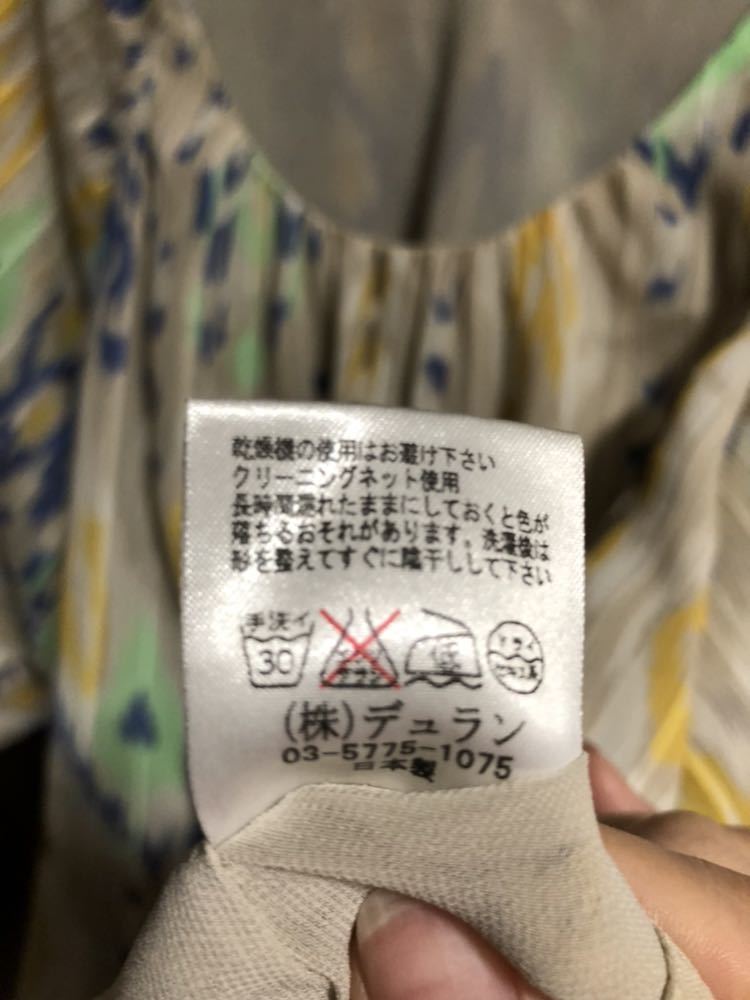 乾燥機の使用はお避け下さい
クリーニングネット使用
長時間濡れたままにしておくと色が
落ちるおそれがあります。洗濯後は
形を整えてすぐに陰干しして下さい
手洗イ 30 低 ドライ
(株)デュラン
03-5775-1075
日本製